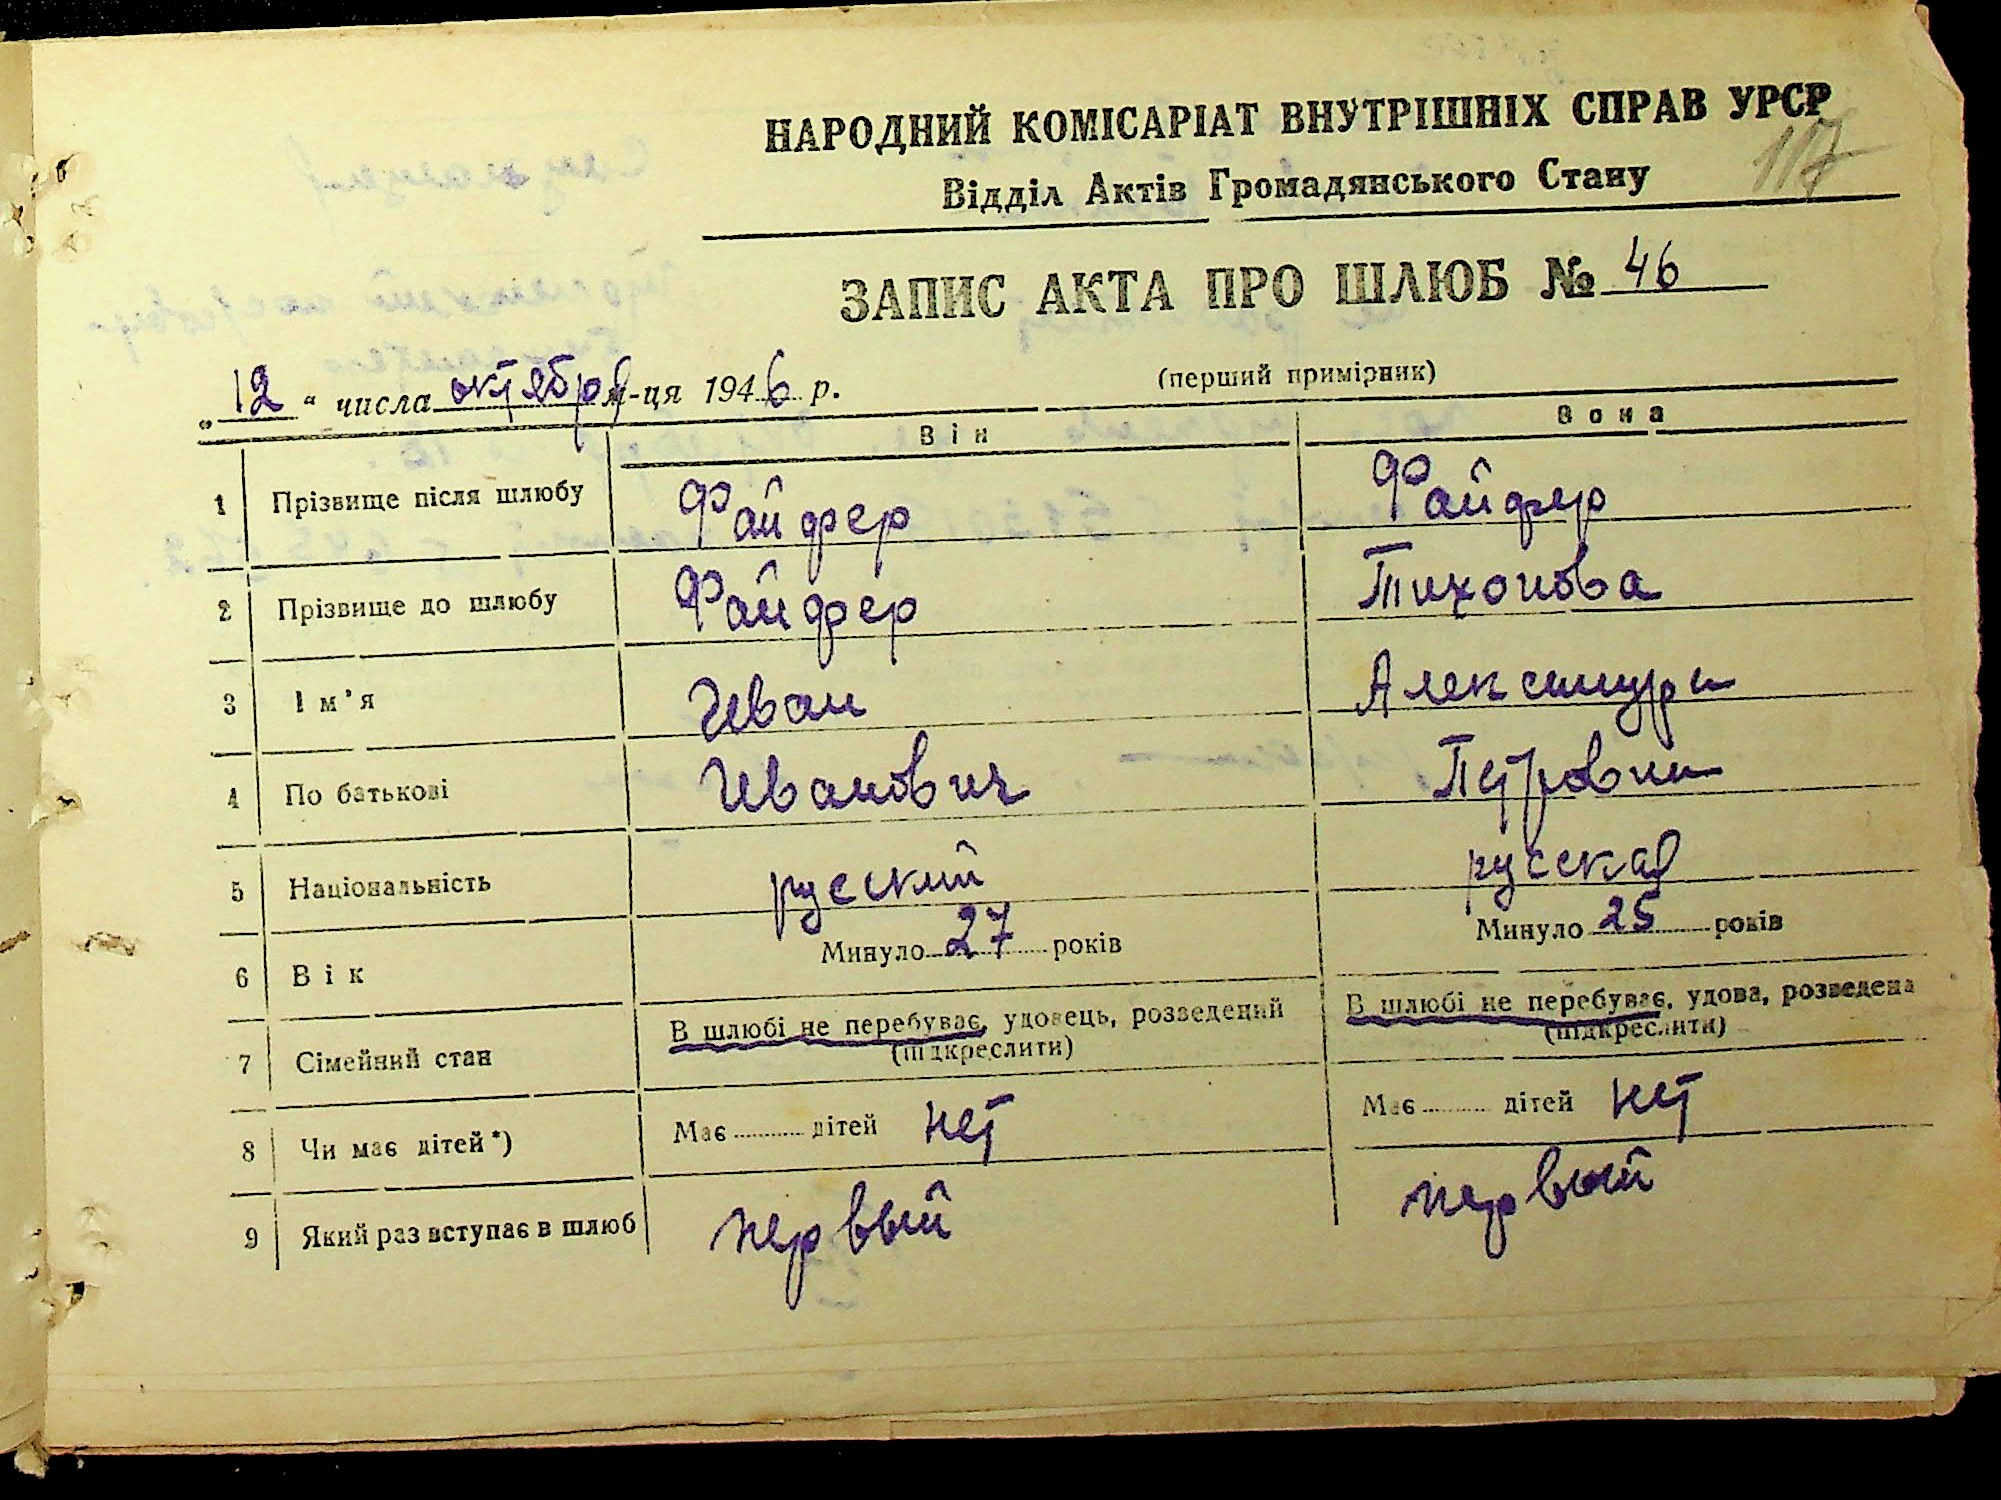 НАРОДНИЙ КОМІСАРІАТ ВНУТРІШНІХ СПРАВ УРСР
117
Відділ Актів Громадянського Стану
ЗАПИС АКТА ПРО ШЛЮБ № 46
(перший примірник)
„12“ числа октября м-ця 1946 р.
Він Вона
1 Прізвище після шлюбу Файфер Файфер
2 Прізвище до шлюбу Файфер Тихонова
3 Ім'я Иван Александра
4 По батькові Иванович Петровна
5 Національність русский русская
6 Вік Минуло 27 років Минуло 25 років
7 Сімейний стан В шлюбі не перебуває, удовець, розведений В шлюбі не перебуває, удова, розведена
(підкреслити) (підкреслити)
8 Чи має дітей*) Має ........ дітей нет Має ........ дітей нет
9 Який раз вступає в шлюб первый первый